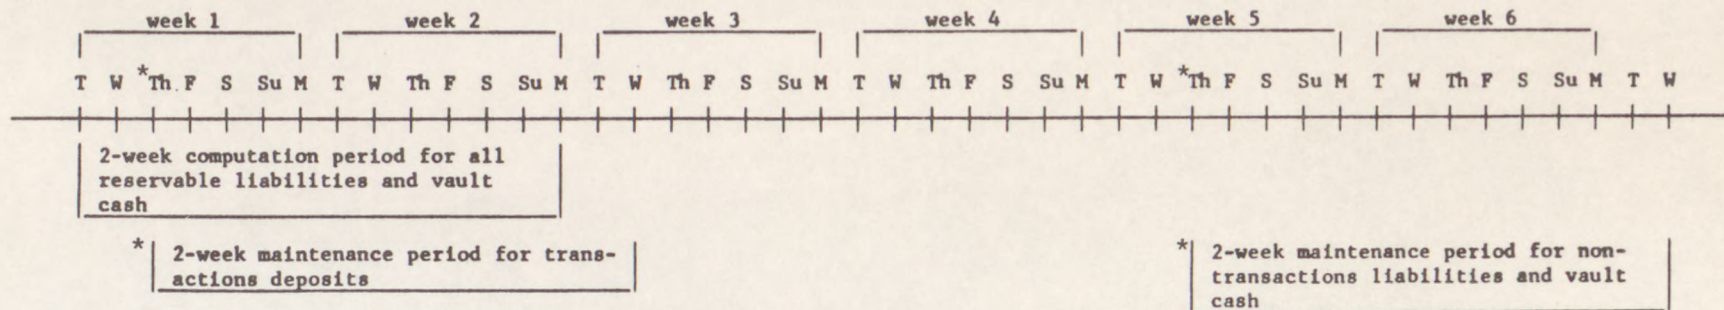 week 1 week 2 week 3 week 4 week 5 week 6
T W *Th F S Su M T W Th F S Su M T W Th F S Su M T W Th F S Su M T W *Th F S Su M T W Th F S Su M T W
2-week computation period for all
reservable liabilities and vault
cash
* 2-week maintenance period for trans-
actions deposits
* 2-week maintenance period for non-
transactions liabilities and vault
cash